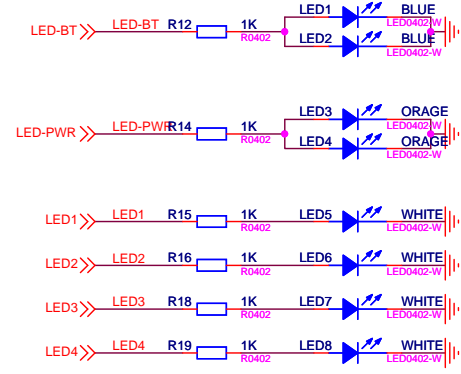 LED1 BLUE
LED-BT LED-BT R12 1K LED0402-W
R0402 LED2 BLUE
LED0402-W
LED3 ORAGE
LED-PWR LED-PWR R14 1K LED0402-W
R0402 LED4 ORAGE
LED0402-W
LED1 LED1 R15 1K LED5 WHITE
R0402 LED0402-W
LED2 LED2 R16 1K LED6 WHITE
R0402 LED0402-W
LED3 LED3 R18 1K LED7 WHITE
R0402 LED0402-W
LED4 LED4 R19 1K LED8 WHITE
R0402 LED0402-W